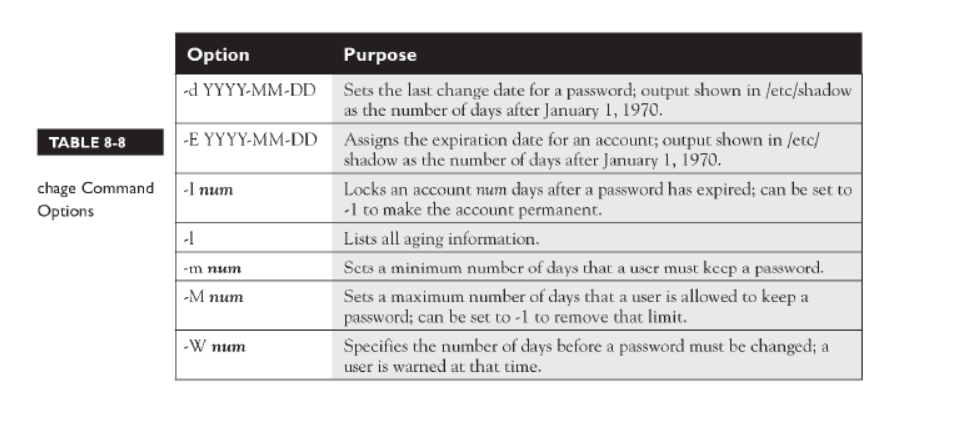 Option Purpose
-d YYYY-MM-DD Sets the last change date for a password; output shown in /etc/shadow
as the number of days after January 1, 1970.
TABLE 8-8
-E YYYY-MM-DD Assigns the expiration date for an account; output shown in /etc/
shadow as the number of days after January 1, 1970.
chage Command
Options
-I num Locks an account num days after a password has expired; can be set to
-1 to make the account permanent.
-l Lists all aging information.
-m num Sets a minimum number of days that a user must keep a password.
-M num Sets a maximum number of days that a user is allowed to keep a
password; can be set to -1 to remove that limit.
-W num Specifies the number of days before a password must be changed; a
user is warned at that time.